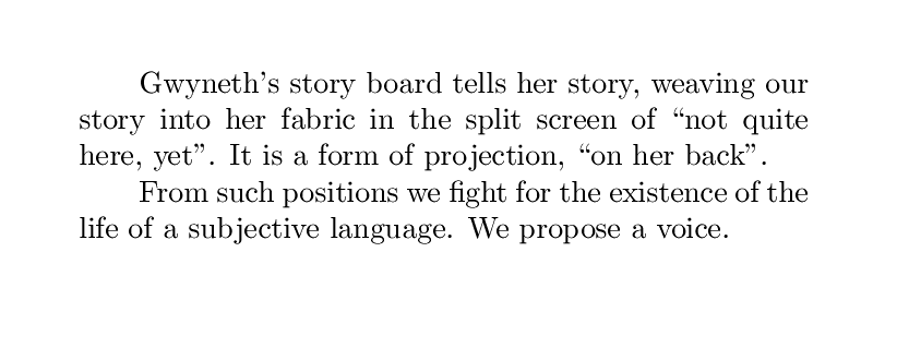 Gwyneth’s story board tells her story, weaving our
story into her fabric in the split screen of “not quite
here, yet”. It is a form of projection, “on her back”.
From such positions we fight for the existence of the
life of a subjective language. We propose a voice.